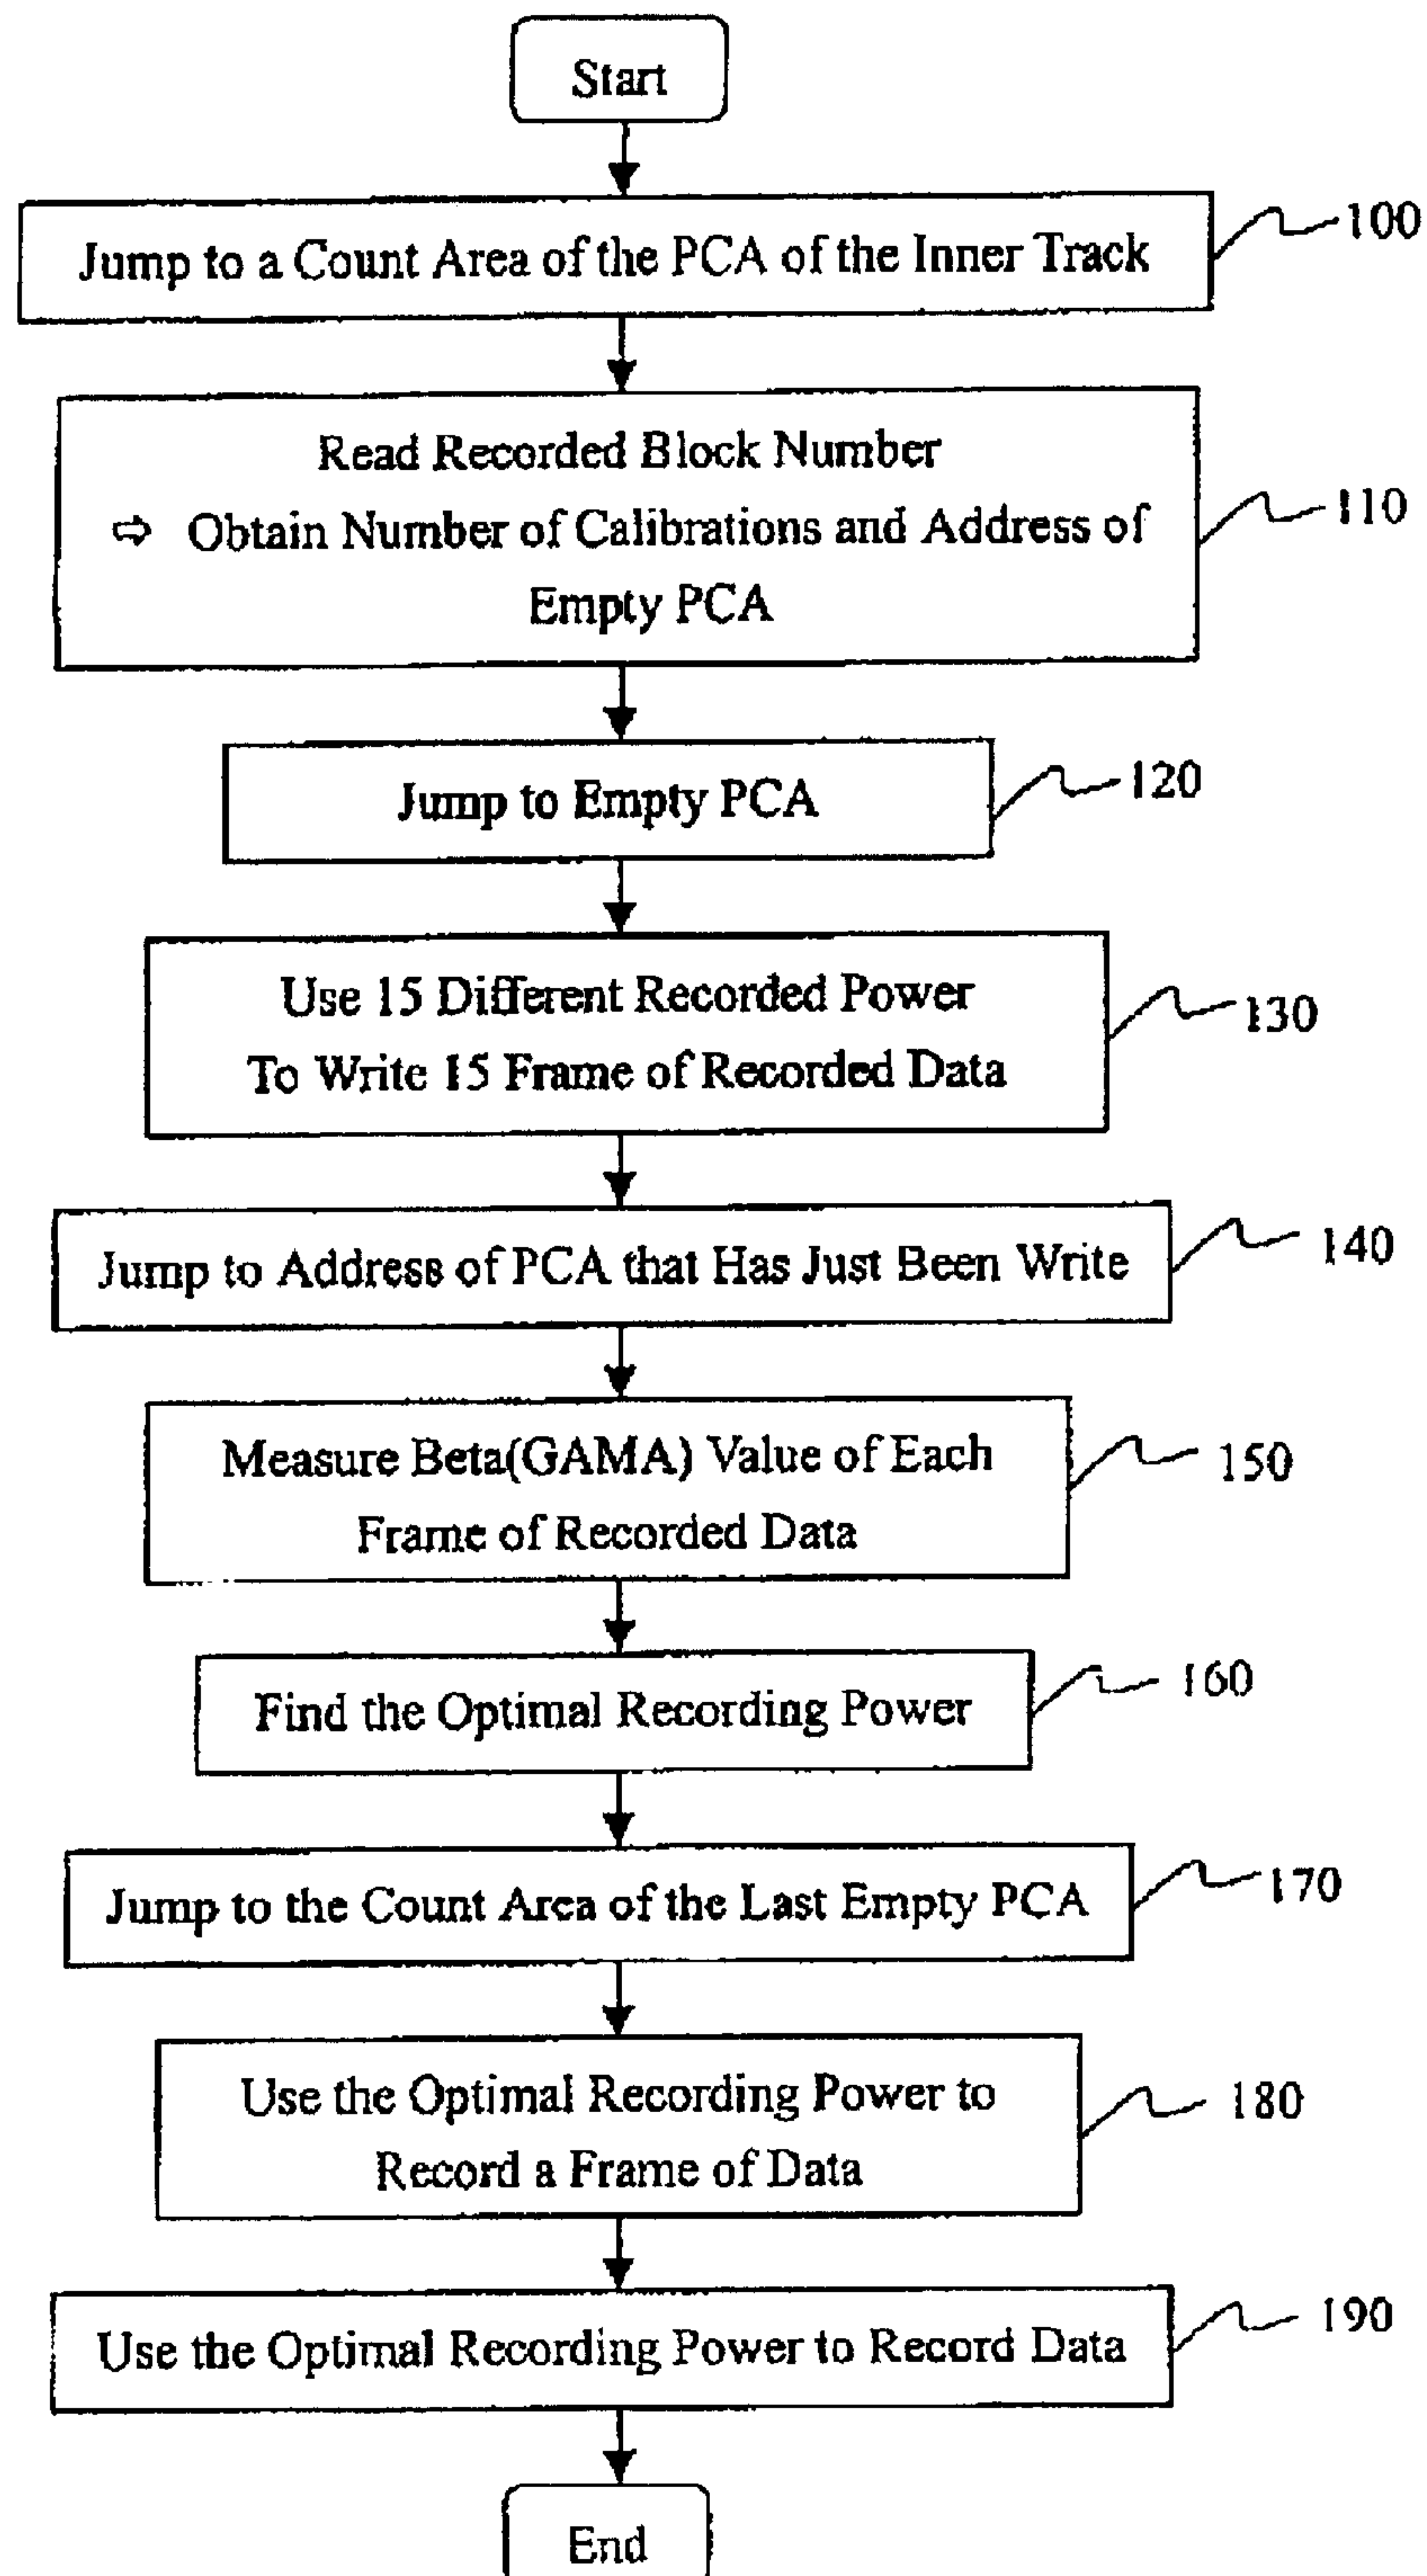 Start
Jump to a Count Area of the PCA of the Inner Track
100
Read Recorded Block Number
⇨ Obtain Number of Calibrations and Address of
Empty PCA
110
Jump to Empty PCA
120
Use 15 Different Recorded Power
To Write 15 Frame of Recorded Data
130
Jump to Address of PCA that Has Just Been Write
140
Measure Beta(GAMA) Value of Each
Frame of Recorded Data
150
Find the Optimal Recording Power
160
Jump to the Count Area of the Last Empty PCA
170
Use the Optimal Recording Power to
Record a Frame of Data
180
Use the Optimal Recording Power to Record Data
190
End